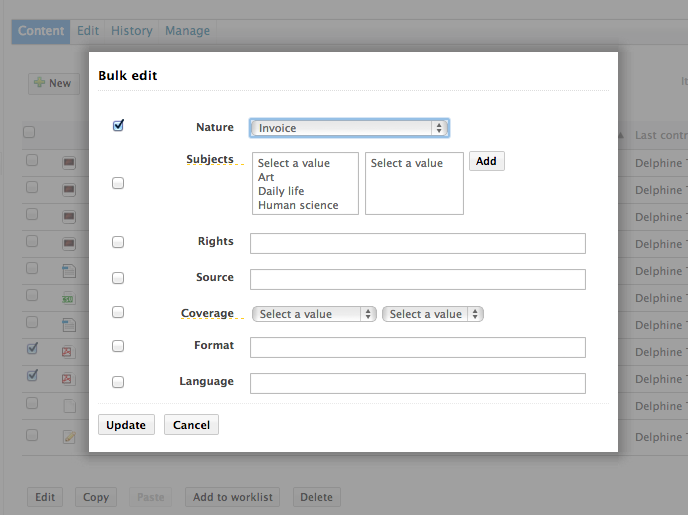 Content Edit History Manage
New
It
Last contr
Delphine T
Delphine T
Delphine T
Delphine T
Delphine T
Delphine T
Delphine T
Delphine T
Delphine T
Delphine T
Delphine T
Bulk edit
Nature Invoice
Subjects Select a value Select a value Add
Art
Daily life
Human science
Rights
Source
Coverage Select a value Select a value
Format
Language
Update Cancel
Edit Copy Paste Add to worklist Delete